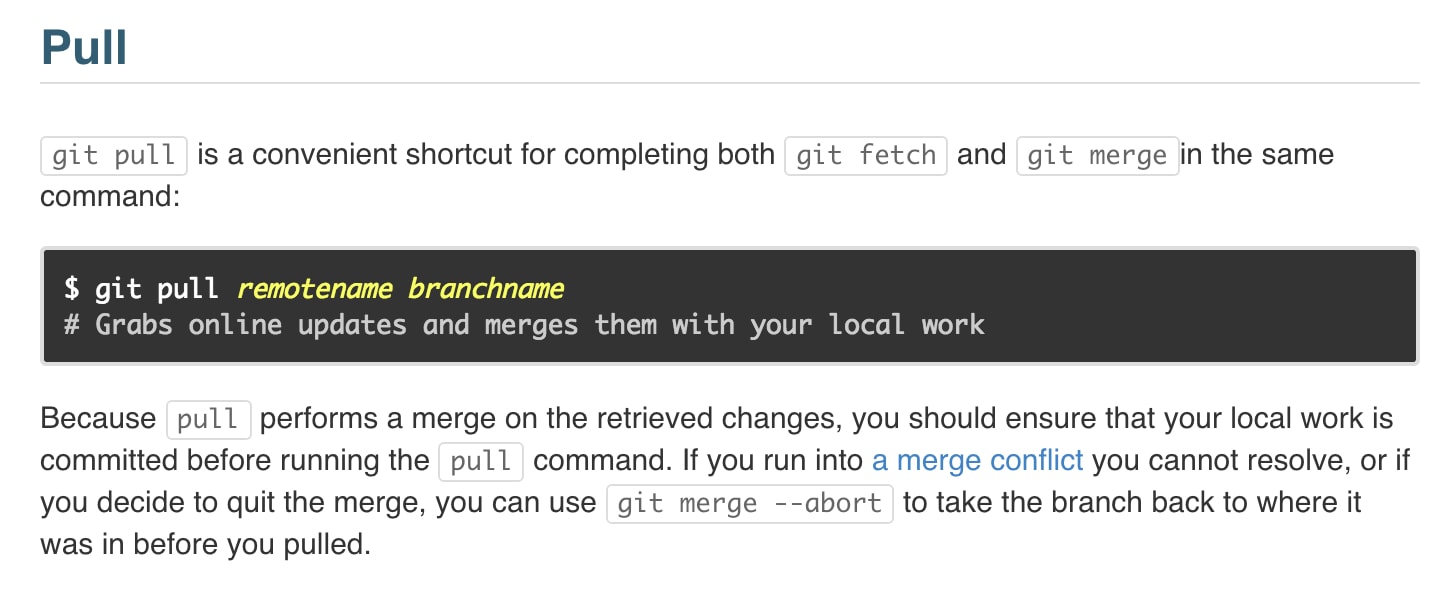 Pull
git pull is a convenient shortcut for completing both git fetch and git merge in the same
command:
$ git pull remotename branchname
# Grabs online updates and merges them with your local work
Because pull performs a merge on the retrieved changes, you should ensure that your local work is
committed before running the pull command. If you run into a merge conflict you cannot resolve, or if
you decide to quit the merge, you can use git merge --abort to take the branch back to where it
was in before you pulled.